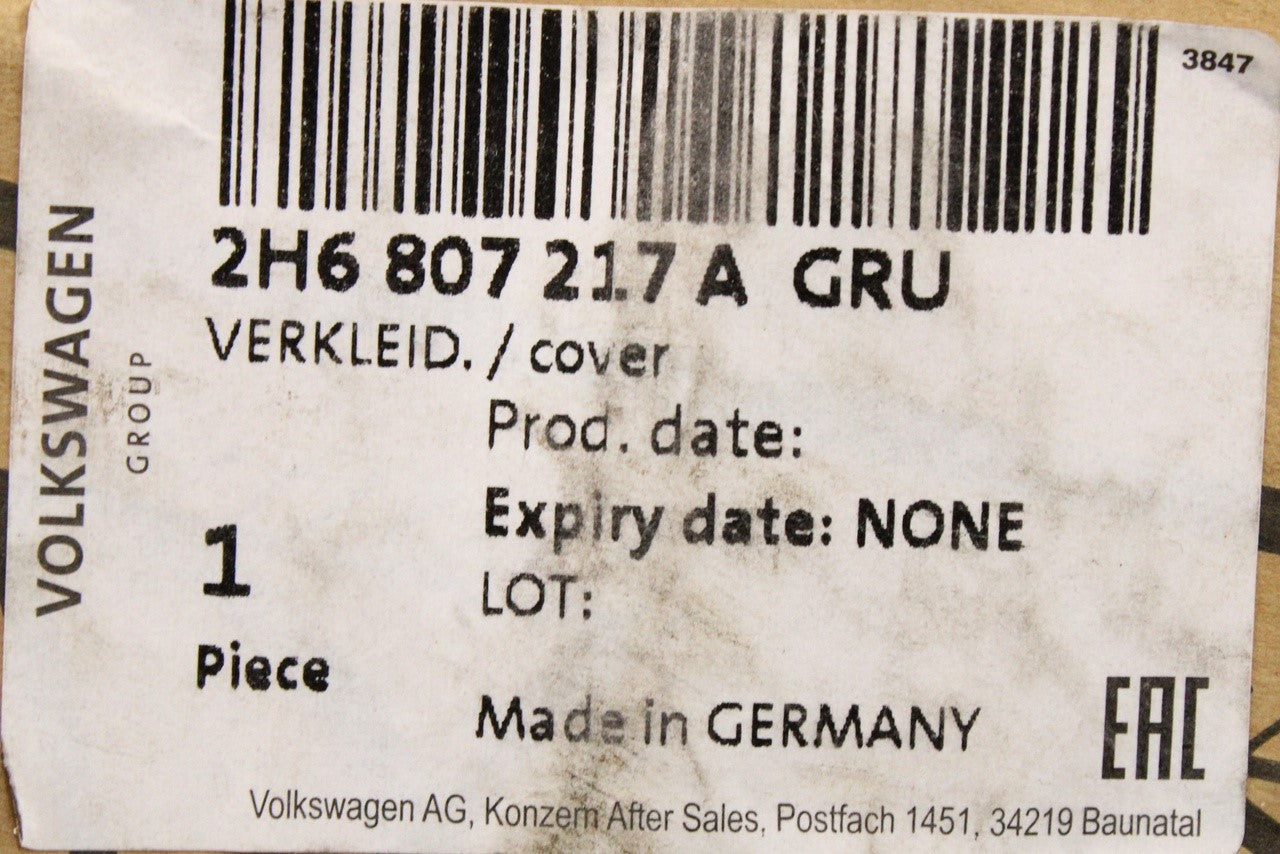 3847
2H6 807 217 A GRU
VERKLEID. / cover
Prod. date:
Expiry date: NONE
LOT:
1
Piece
Made in GERMANY
EAC
Volkswagen AG, Konzern After Sales, Postfach 1451, 34219 Baunatal
VOLKSWAGEN
GROUP